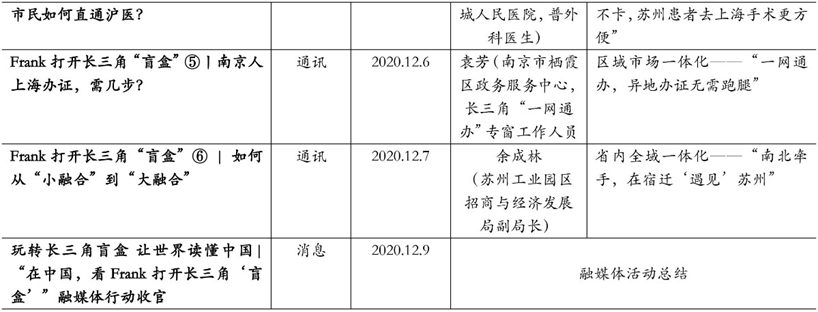 市民如何直通沪医？
城人民医院，普外
科医生）
不卡，苏州患者去上海手术更方
便”
Frank 打开长三角“盲盒”⑤丨南京人
上海办证，需几步？
通讯
2020.12.6
袁芳（南京市栖霞
区政务服务中心，
长三角“一网通
办”专窗工作人员
区域市场一体化——“一网通
办，异地办证无需跑腿”
Frank 打开长三角“盲盒”⑥ | 如何
从“小融合”到“大融合”
通讯
2020.12.7
余成林
（苏州工业园区
招商与经济发展
局副局长）
省内全域一体化——“南北牵
手，在宿迁‘遇见’苏州”
玩转长三角盲盒 让世界读懂中国|
“在中国，看 Frank 打开长三角‘盲
盒’”融媒体行动收官
消息
2020.12.9
融媒体活动总结